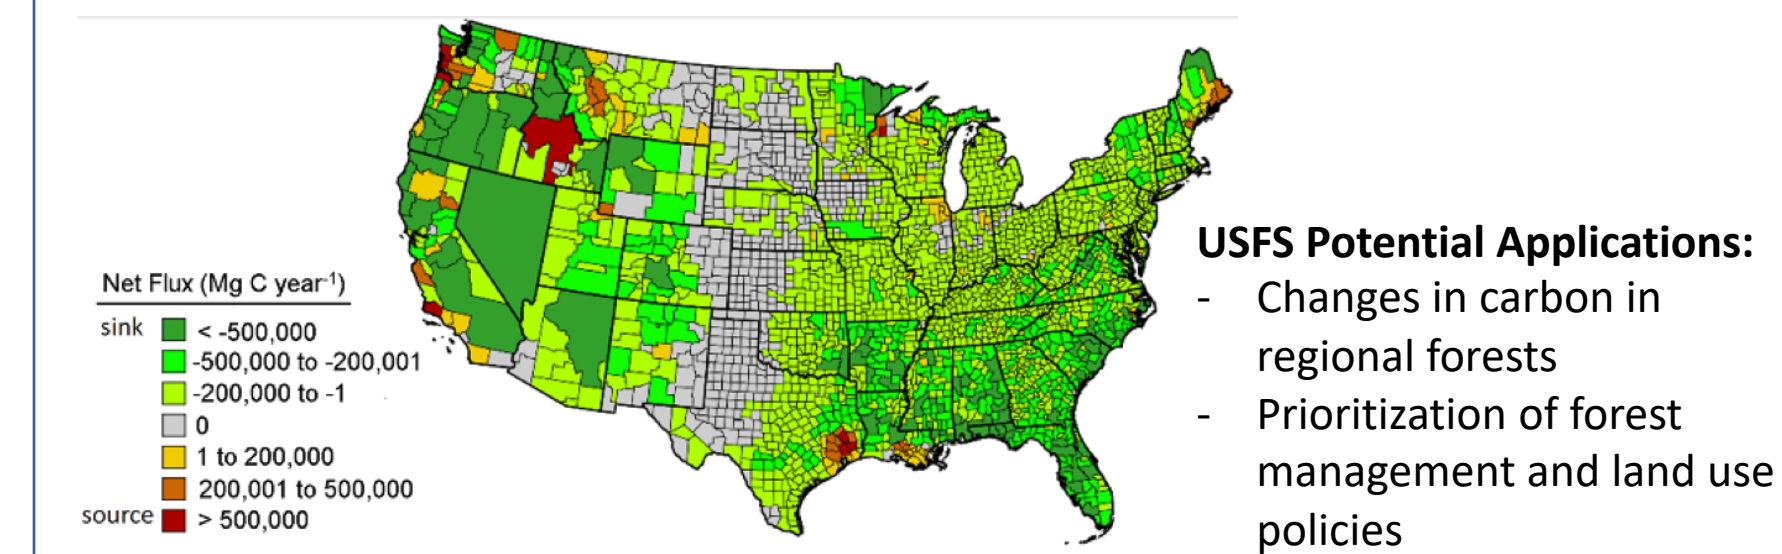 Net Flux (Mg C year-1)
sink
< -500,000
-500,000 to -200,001
-200,000 to -1
0
1 to 200,000
200,001 to 500,000
source
> 500,000
USFS Potential Applications:
- Changes in carbon in
regional forests
- Prioritization of forest
management and land use
policies